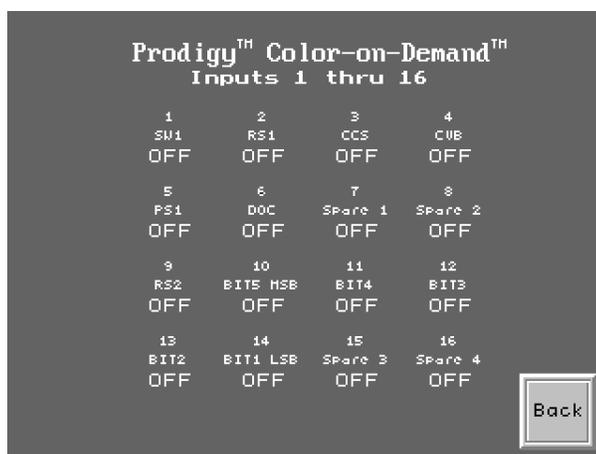 Prodigy™ Color-on-Demand™
Inputs 1 thru 16
1 2 3 4
SW1 RS1 CCS CVB
OFF OFF OFF OFF
5 6 7 8
PS1 DOC Spare 1 Spare 2
OFF OFF OFF OFF
9 10 11 12
RS2 BIT5 MSB BIT4 BIT3
OFF OFF OFF OFF
13 14 15 16
BIT2 BIT1 LSB Spare 3 Spare 4
OFF OFF OFF OFF
Back